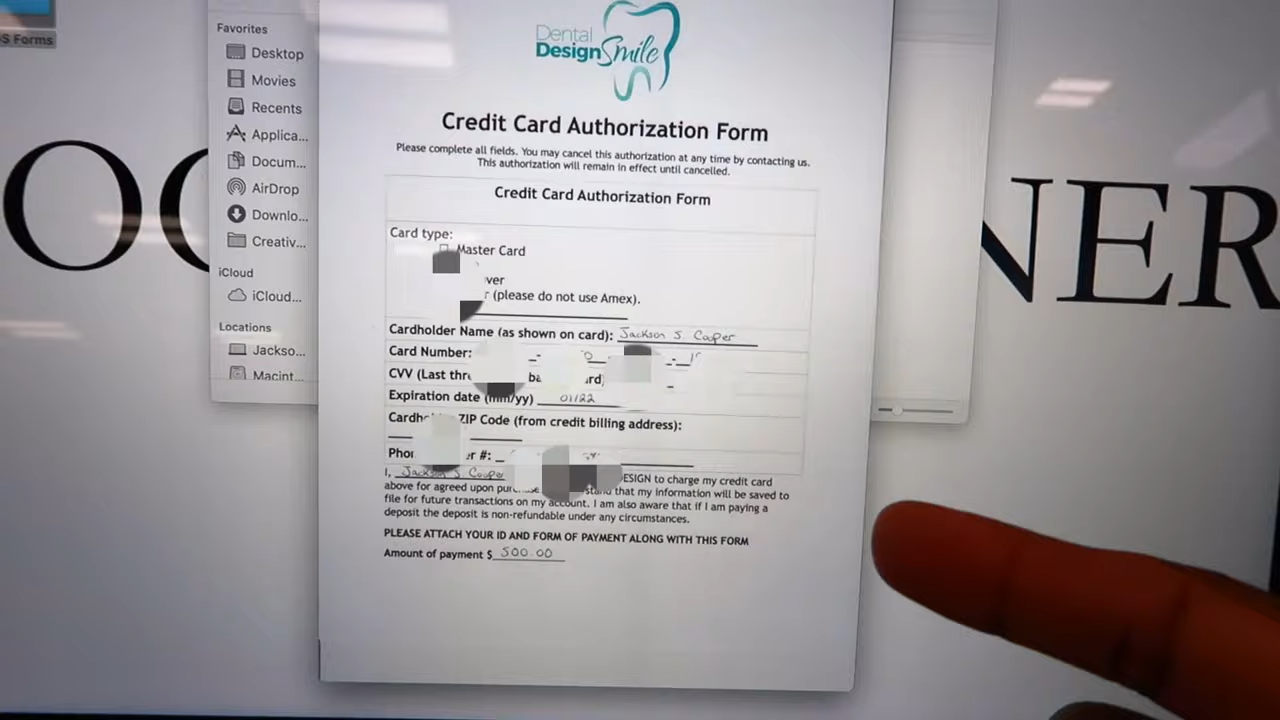 S Forms
Favorites
Desktop
Movies
Recents
Applica...
Docum...
AirDrop
Downlo...
Creativ...
iCloud
iCloud...
Locations
Jackso...
Macint...
OC
NER
Dental
Design Smile
Credit Card Authorization Form
Please complete all fields. You may cancel this authorization at any time by contacting us.
This authorization will remain in effect until cancelled.
Credit Card Authorization Form
Card type:
Master Card
ver
r (please do not use Amex).
Cardholder Name (as shown on card): Jackson S. Cooper
Card Number:
CVV (Last thr ba rd)
Expiration date (mm/yy) 01/22
Cardh ZIP Code (from credit billing address):
Phon er #:
I, Jackson S. Cooper ESIGN to charge my credit card
above for agreed upon pur stand that my information will be saved to
file for future transactions on my account. I am also aware that if I am paying a
deposit the deposit is non-refundable under any circumstances.
PLEASE ATTACH YOUR ID AND FORM OF PAYMENT ALONG WITH THIS FORM
Amount of payment $ 500.00